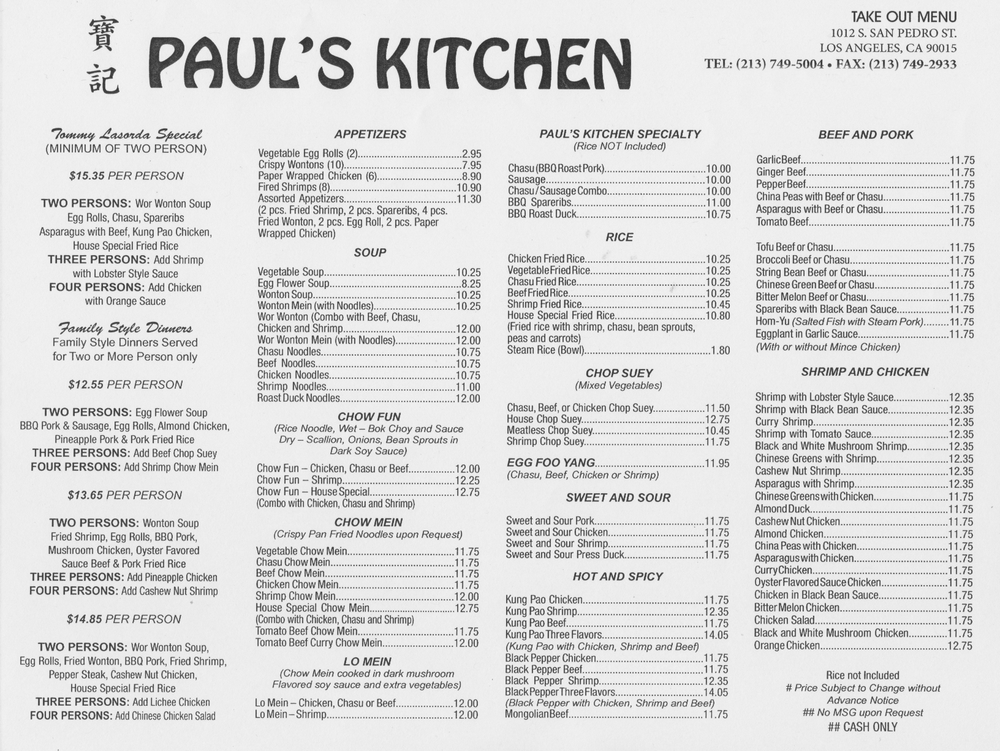 寶
記
PAUL'S KITCHEN
TAKE OUT MENU
1012 S. SAN PEDRO ST.
LOS ANGELES, CA 90015
TEL: (213) 749-5004 • FAX: (213) 749-2933
Tommy Lasorda Special
(MINIMUM OF TWO PERSON)
$15.35 PER PERSON
TWO PERSONS: Wor Wonton Soup
Egg Rolls, Chasu, Spareribs
Asparagus with Beef, Kung Pao Chicken,
House Special Fried Rice
THREE PERSONS: Add Shrimp
with Lobster Style Sauce
FOUR PERSONS: Add Chicken
with Orange Sauce
Family Style Dinners
Family Style Dinners Served
for Two or More Person only
$12.55 PER PERSON
TWO PERSONS: Egg Flower Soup
BBQ Pork & Sausage, Egg Rolls, Almond Chicken,
Pineapple Pork & Pork Fried Rice
THREE PERSONS: Add Beef Chop Suey
FOUR PERSONS: Add Shrimp Chow Mein
$13.65 PER PERSON
TWO PERSONS: Wonton Soup
Fried Shrimp, Egg Rolls, BBQ Pork,
Mushroom Chicken, Oyster Favored
Sauce Beef & Pork Fried Rice
THREE PERSONS: Add Pineapple Chicken
FOUR PERSONS: Add Cashew Nut Shrimp
$14.85 PER PERSON
TWO PERSONS: Wor Wonton Soup,
Egg Rolls, Fried Wonton, BBQ Pork, Fried Shrimp,
Pepper Steak, Cashew Nut Chicken,
House Special Fried Rice
THREE PERSONS: Add Lichee Chicken
FOUR PERSONS: Add Chinese Chicken Salad
APPETIZERS
Vegetable Egg Rolls (2)...2.95
Crispy Wontons (10)...7.95
Paper Wrapped Chicken (6)...8.90
Fired Shrimps (8)...10.90
Assorted Appetizers...11.30
(2 pcs. Fried Shrimp, 2 pcs. Spareribs, 4 pcs.
Fried Wonton, 2 pcs. Egg Roll, 2 pcs. Paper
Wrapped Chicken)
SOUP
Vegetable Soup...10.25
Egg Flower Soup...8.25
Wonton Soup...10.25
Wonton Mein (with Noodles)...10.25
Wor Wonton (Combo with Beef, Chasu,
Chicken and Shrimp...12.00
Wor Wonton Mein (with Noodles)...12.00
Chasu Noodles...10.75
Beef Noodles...10.75
Chicken Noodles...10.75
Shrimp Noodles...11.00
Roast Duck Noodles...12.00
CHOW FUN
(Rice Noodle, Wet – Bok Choy and Sauce
Dry – Scallion, Onions, Bean Sprouts in
Dark Soy Sauce)
Chow Fun – Chicken, Chasu or Beef...12.00
Chow Fun – Shrimp...12.25
Chow Fun – House Special...12.75
(Combo with Chicken, Chasu and Shrimp)
CHOW MEIN
(Crispy Pan Fried Noodles upon Request)
Vegetable Chow Mein...11.75
Chasu Chow Mein...11.75
Beef Chow Mein...11.75
Chicken Chow Mein...11.75
Shrimp Chow Mein...12.00
House Special Chow Mein...12.75
(Combo with Chicken, Chasu and Shrimp)
Tomato Beef Chow Mein...11.75
Tomato Beef Curry Chow Mein...12.00
LO MEIN
(Chow Mein cooked in dark mushroom
Flavored soy sauce and extra vegetables)
Lo Mein – Chicken, Chasu or Beef...12.00
Lo Mein – Shrimp...12.00
PAUL'S KITCHEN SPECIALTY
(Rice NOT Included)
Chasu (BBQ Roast Pork)...10.00
Sausage...10.00
Chasu / Sausage Combo...10.00
BBQ Spareribs...11.00
BBQ Roast Duck...10.75
RICE
Chicken Fried Rice...10.25
Vegetable Fried Rice...10.25
Chasu Fried Rice...10.25
Beef Fried Rice...10.25
Shrimp Fried Rice...10.45
House Special Fried Rice...10.80
(Fried rice with shrimp, chasu, bean sprouts,
peas and carrots)
Steam Rice (Bowl)...1.80
CHOP SUEY
(Mixed Vegetables)
Chasu, Beef, or Chicken Chop Suey...11.50
House Chop Suey...12.75
Meatless Chop Suey...10.45
Shrimp Chop Suey...11.75
EGG FOO YANG...11.95
(Chasu, Beef, Chicken or Shrimp)
SWEET AND SOUR
Sweet and Sour Pork...11.75
Sweet and Sour Chicken...11.75
Sweet and Sour Shrimp...11.75
Sweet and Sour Press Duck...11.75
HOT AND SPICY
Kung Pao Chicken...11.75
Kung Pao Shrimp...12.35
Kung Pao Beef...11.75
Kung Pao Three Flavors...14.05
(Kung Pao with Chicken, Shrimp and Beef)
Black Pepper Chicken...11.75
Black Pepper Beef...11.75
Black Pepper Shrimp...12.35
Black Pepper Three Flavors...14.05
(Black Pepper with Chicken, Shrimp and Beef)
Mongolian Beef...11.75
BEEF AND PORK
Garlic Beef...11.75
Ginger Beef...11.75
Pepper Beef...11.75
China Peas with Beef or Chasu...11.75
Asparagus with Beef or Chasu...11.75
Tomato Beef...11.75
Tofu Beef or Chasu...11.75
Broccoli Beef or Chasu...11.75
String Bean Beef or Chasu...11.75
Chinese Green Beef or Chasu...11.75
Bitter Melon Beef or Chasu...11.75
Spareribs with Black Bean Sauce...11.75
Hom-Yu (Salted Fish with Steam Pork)...11.75
Eggplant in Garlic Sauce...11.75
(With or without Mince Chicken)
SHRIMP AND CHICKEN
Shrimp with Lobster Style Sauce...12.35
Shrimp with Black Bean Sauce...12.35
Curry Shrimp...12.35
Shrimp with Tomato Sauce...12.35
Black and White Mushroom Shrimp...12.35
Chinese Greens with Shrimp...12.35
Cashew Nut Shrimp...12.35
Asparagus with Shrimp...12.35
Chinese Greens with Chicken...11.75
Almond Duck...11.75
Cashew Nut Chicken...11.75
Almond Chicken...11.75
China Peas with Chicken...11.75
Asparagus with Chicken...11.75
Curry Chicken...11.75
Oyster Flavored Sauce Chicken...11.75
Chicken in Black Bean Sauce...11.75
Bitter Melon Chicken...11.75
Chicken Salad...11.75
Black and White Mushroom Chicken...11.75
Orange Chicken...12.75
Rice not Included
# Price Subject to Change without
Advance Notice
## No MSG upon Request
## CASH ONLY